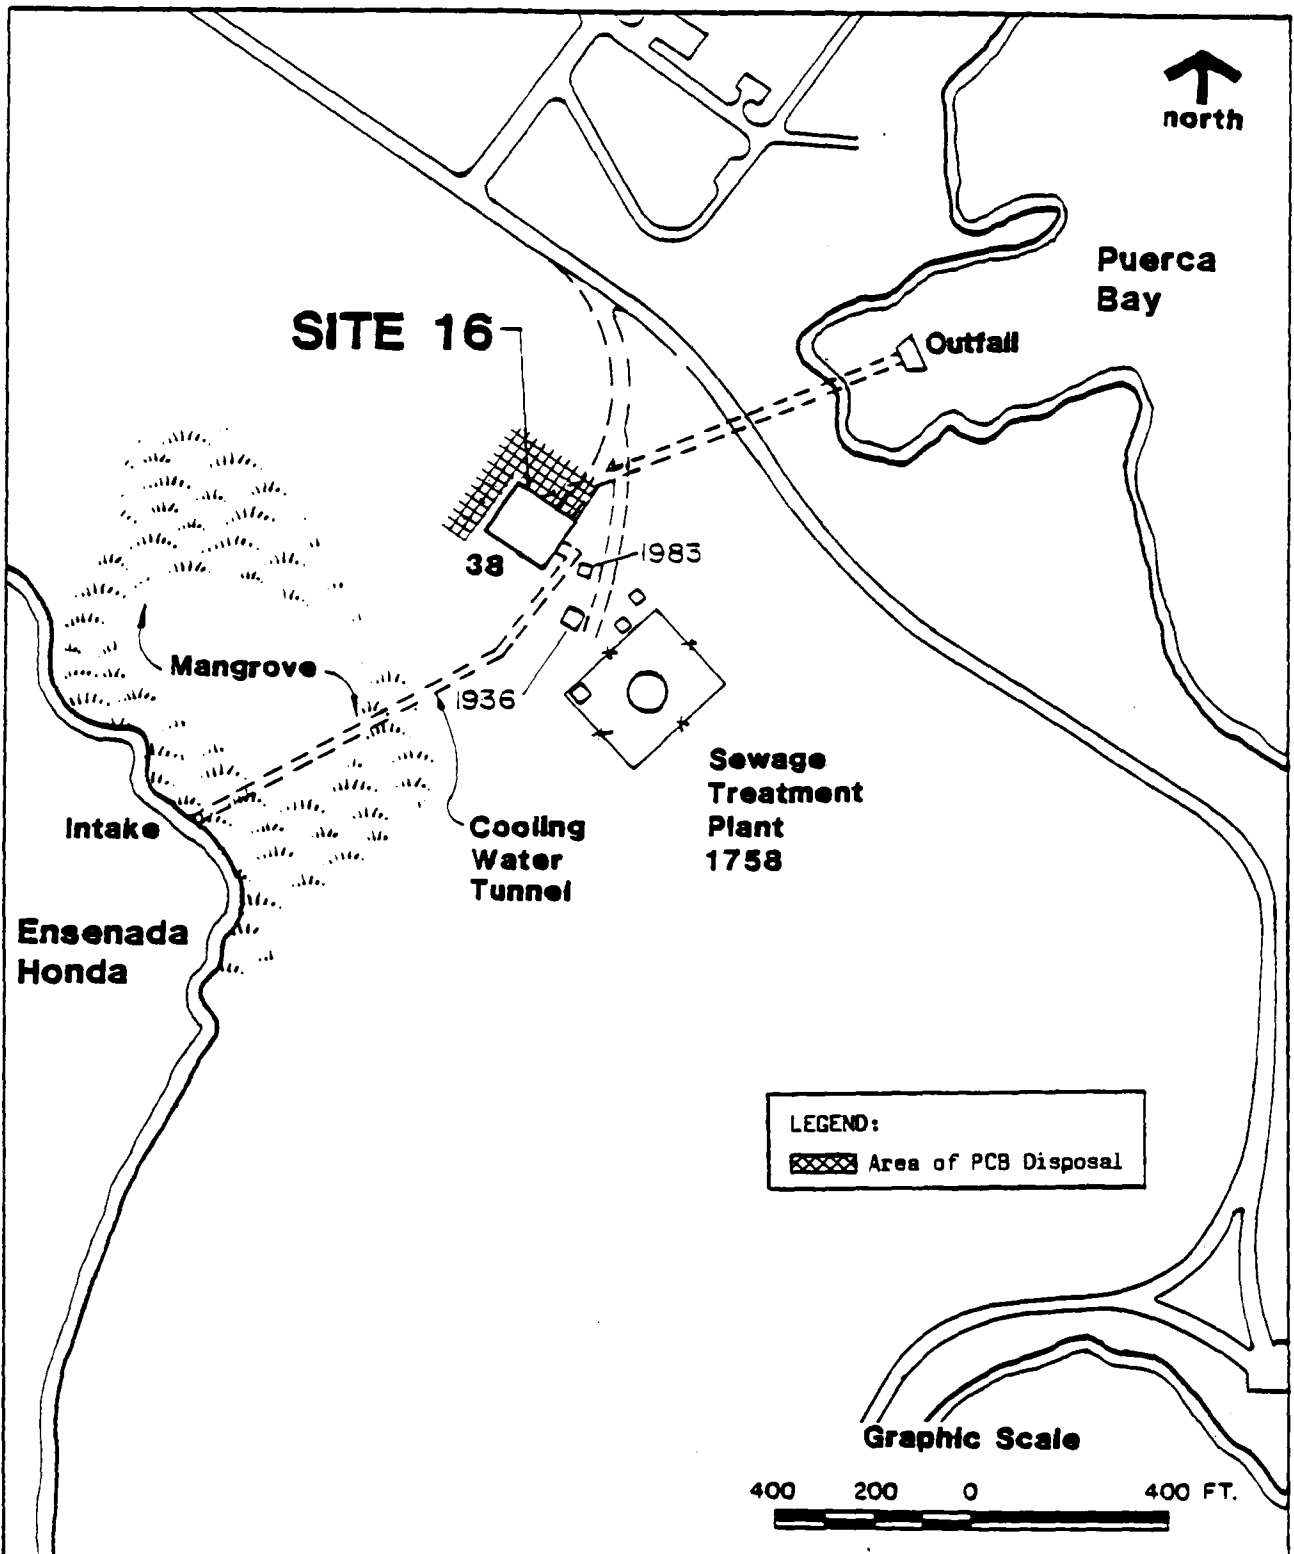 north
Puerca
Bay
SITE 16
Outfall
1983
38
Mangrove
1936
Sewage
Treatment
Plant
1758
Intake
Cooling
Water
Tunnel
Ensenada
Honda
LEGEND:
Area of PCB Disposal
Graphic Scale
400 200 0 400 FT.